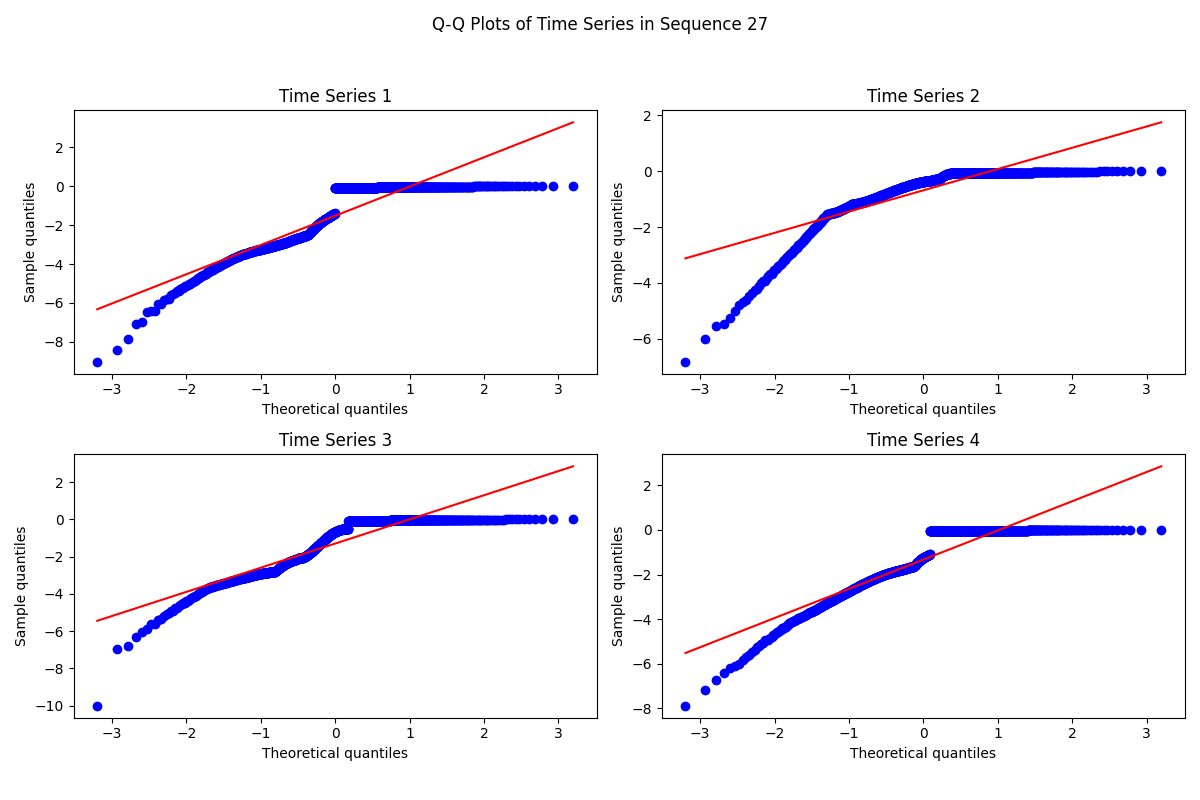 Q-Q Plots of Time Series in Sequence 27
Time Series 1
Sample quantiles
2
0
−2
−4
−6
−8
−3 −2 −1 0 1 2 3
Theoretical quantiles
Time Series 2
Sample quantiles
2
0
−2
−4
−6
−3 −2 −1 0 1 2 3
Theoretical quantiles
Time Series 3
Sample quantiles
2
0
−2
−4
−6
−8
−10
−3 −2 −1 0 1 2 3
Theoretical quantiles
Time Series 4
Sample quantiles
2
0
−2
−4
−6
−8
−3 −2 −1 0 1 2 3
Theoretical quantiles